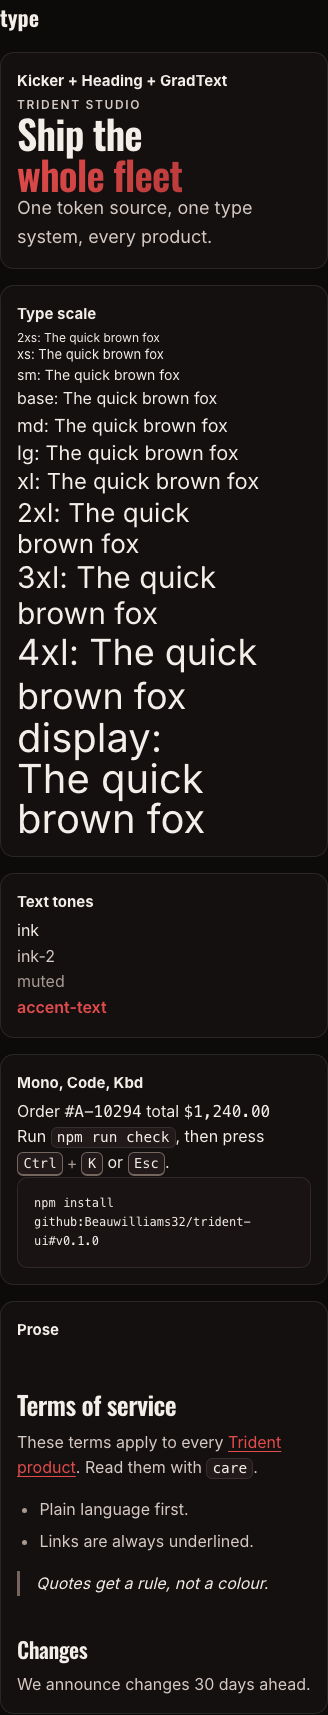 type
Kicker + Heading + GradText
TRIDENT STUDIO
Ship the
whole fleet
One token source, one type
system, every product.
Type scale
2xs: The quick brown fox
xs: The quick brown fox
sm: The quick brown fox
base: The quick brown fox
md: The quick brown fox
lg: The quick brown fox
xl: The quick brown fox
2xl: The quick
brown fox
3xl: The quick
brown fox
4xl: The quick
brown fox
display:
The quick
brown fox
Text tones
ink
ink-2
muted
accent-text
Mono, Code, Kbd
Order #A-10294 total $1,240.00
Run npm run check, then press
Ctrl + K or Esc.
npm install
github:Beauwilliams32/trident-
ui#v0.1.0
Prose
Terms of service
These terms apply to every Trident
product. Read them with care.
• Plain language first.
• Links are always underlined.
Quotes get a rule, not a colour.
Changes
We announce changes 30 days ahead.